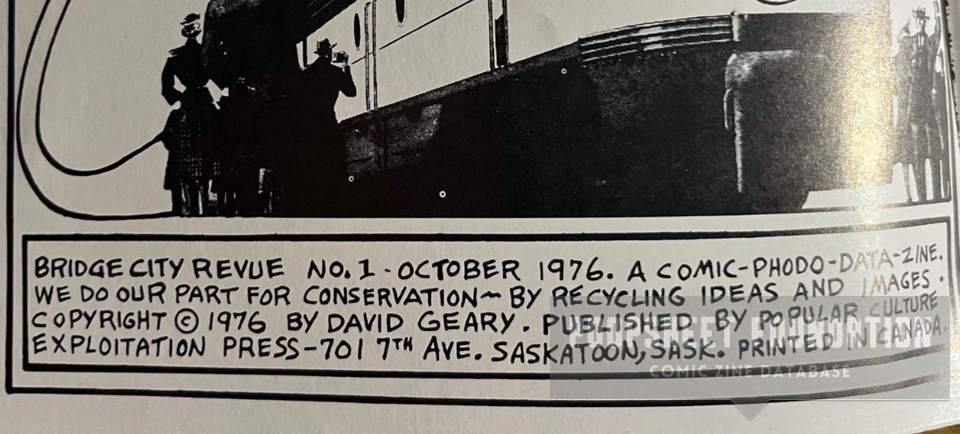 BRIDGE CITY REVUE NO. 1 - OCTOBER 1976. A COMIC-PHODO-DATA-ZINE.
WE DO OUR PART FOR CONSERVATION~ BY RECYCLING IDEAS AND IMAGES.
COPYRIGHT © 1976 BY DAVID GEARY. PUBLISHED BY POPULAR CULTURE
EXPLOITATION PRESS-701 7TH AVE. SASKATOON, SASK. PRINTED IN CANADA.
COMIC ZINE DATABASE